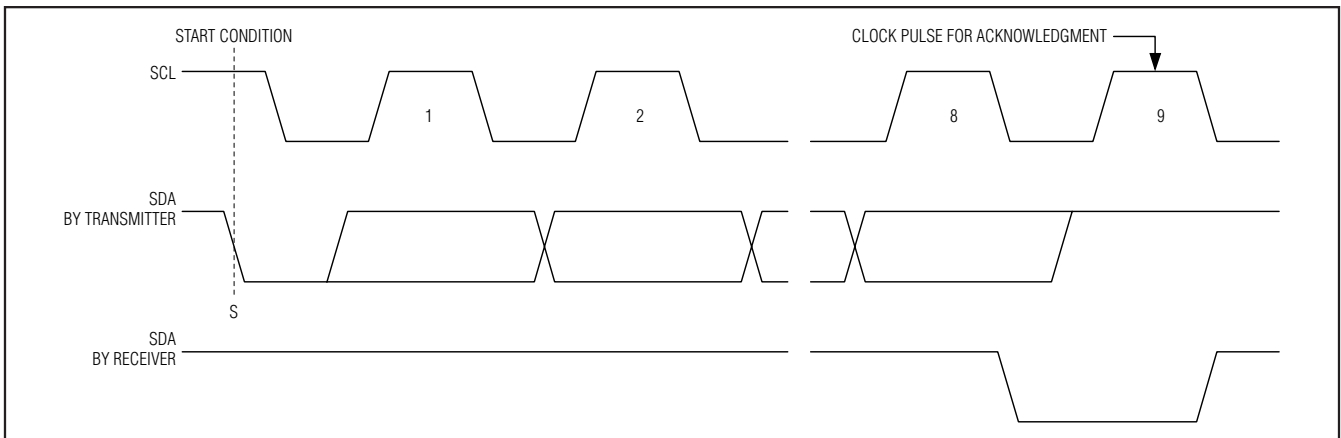 START CONDITION
CLOCK PULSE FOR ACKNOWLEDGMENT
SCL
1
2
8
9
SDA
BY TRANSMITTER
S
SDA
BY RECEIVER